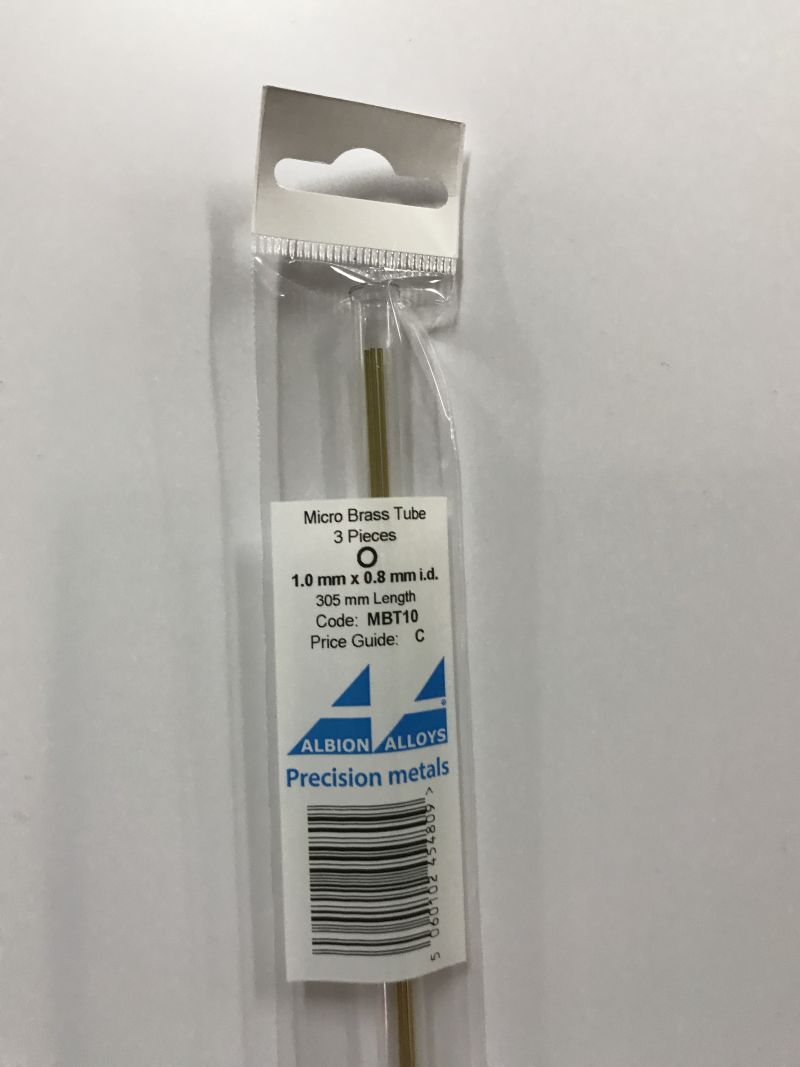 Micro Brass Tube
3 Pieces
1.0 mm x 0.8 mm i.d.
305 mm Length
Code: MBT10
Price Guide: C
ALBION ALLOYS®
Precision metals
5 060102 454809 >